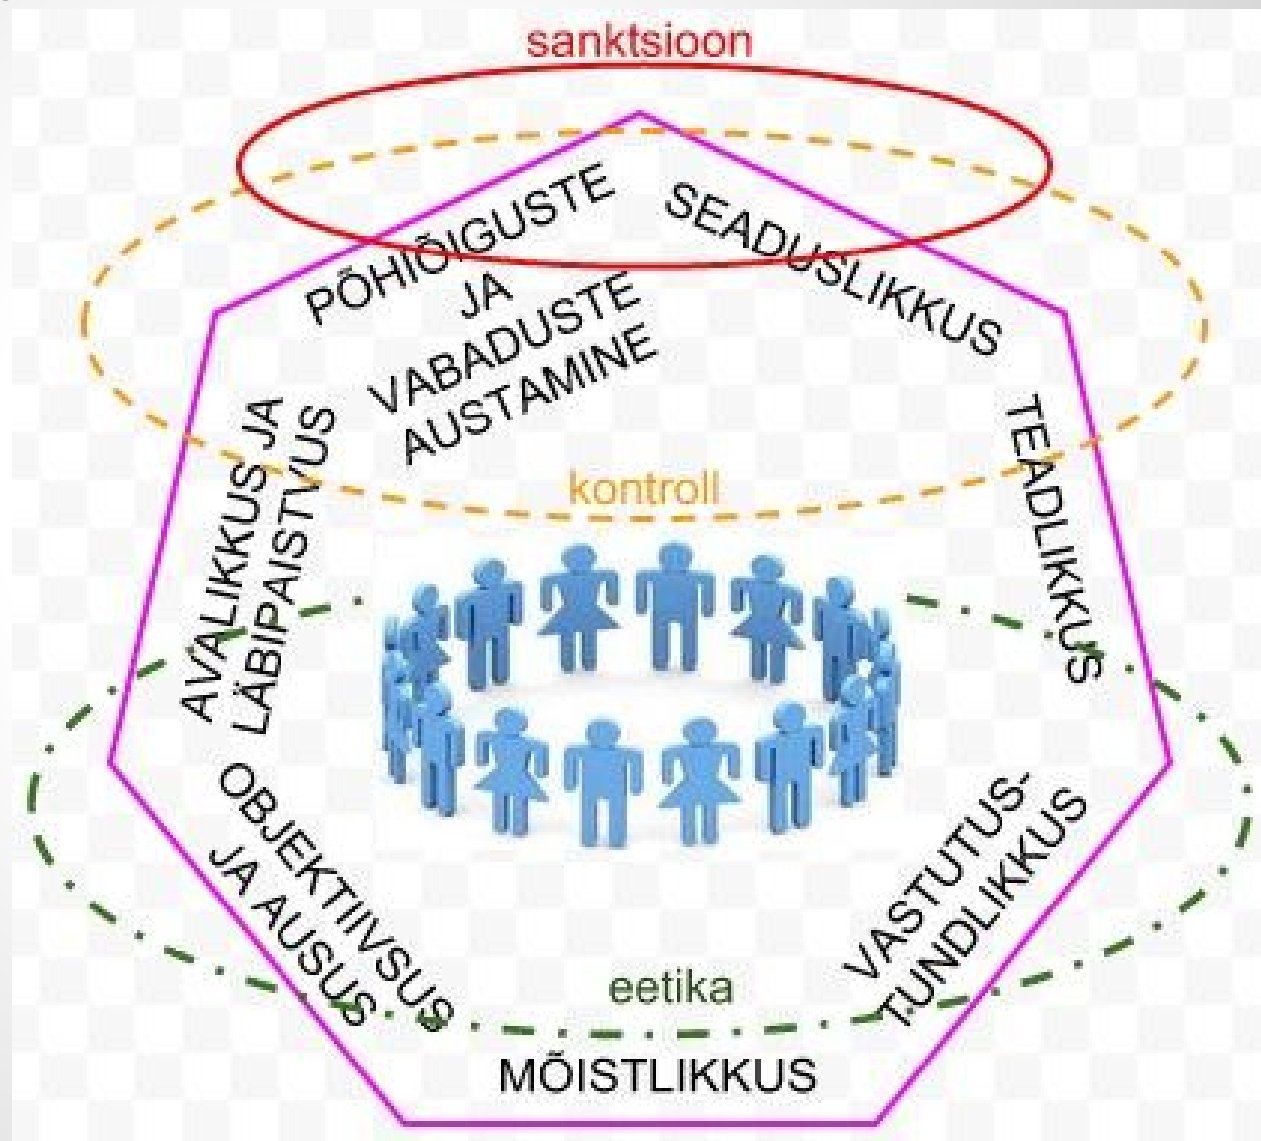 sanktsioon
PÕHIÕIGUSTE
JA
VABADUSTE
AUSTAMINE
SEADUSLIKKUS
AVALIKKUS JA
LÄBIPAISTVUS
TEADLIKKUS
kontroll
OBJEKTIIVSUS
JA AUSUS
VASTUTUS-
TUNDLIKKUS
eetika
MÕISTLIKKUS